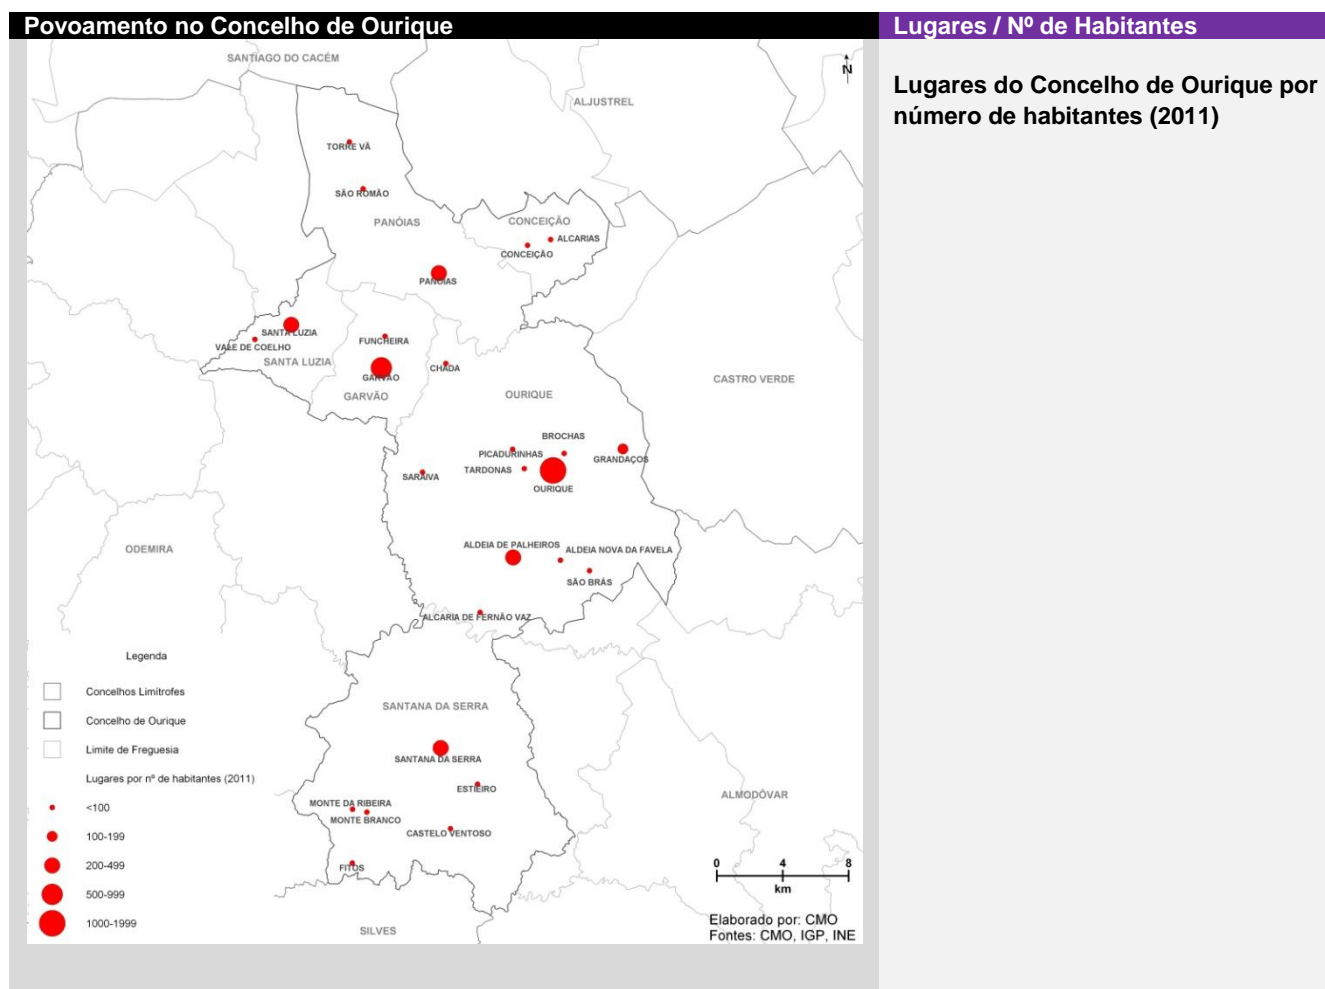 Povoamento no Concelho de Ourique
Lugares / Nº de Habitantes
Lugares do Concelho de Ourique por
número de habitantes (2011)
SANTIAGO DO CACÉM
N
ALJUSTREL
TORRE VÃ
SÃO ROMÃO
PANÓIAS
CONCEIÇÃO
ALCARIAS
CONCEIÇÃO
PANÓIAS
SANTA LUZIA
VALE DE COELHO
SANTA LUZIA
FUNCHEIRA
GARVÃO
GARVÃO
CHADA
OURIQUE
CASTRO VERDE
BROCHAS
PICADURINHAS
GRANDAÇOS
TARDONAS
SARAIVA
OURIQUE
ODEMIRA
ALDEIA DE PALHEIROS
ALDEIA NOVA DA FAVELA
SÃO BRÁS
ALCARIA DE FERNÃO VAZ
SANTANA DA SERRA
SANTANA DA SERRA
ESTIEIRO
MONTE DA RIBEIRA
MONTE BRANCO
CASTELO VENTOSO
FITOS
ALMODÔVAR
SILVES
Legenda
Concelhos Limítrofes
Concelho de Ourique
Limite de Freguesia
Lugares por nº de habitantes (2011)
<100
100-199
200-499
500-999
1000-1999
0 4 8
km
Elaborado por: CMO
Fontes: CMO, IGP, INE